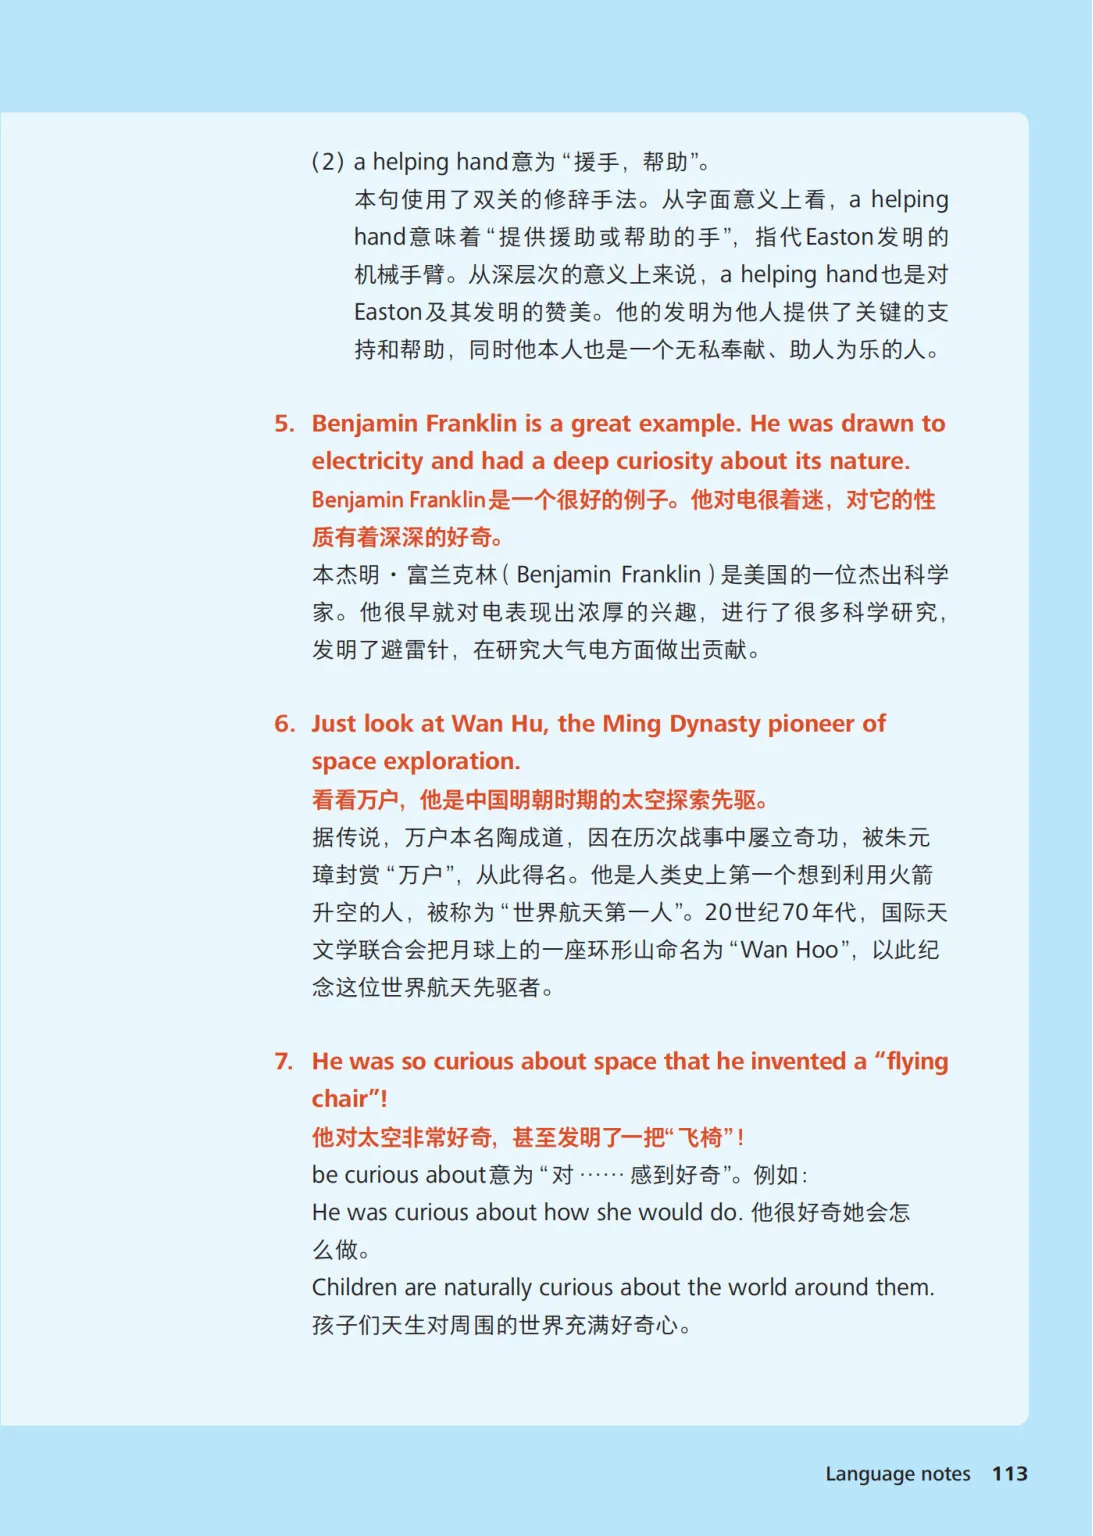 (2) a helping hand意为“援手，帮助”。
本句使用了双关的修辞手法。从字面意义上看，a helping
hand意味着“提供援助或帮助的手”，指代Easton发明的
机械手臂。从深层次的意义上来说，a helping hand也是对
Easton及其发明的赞美。他的发明为他人提供了关键的支
持和帮助，同时他本人也是一个无私奉献、助人为乐的人。
5. Benjamin Franklin is a great example. He was drawn to
electricity and had a deep curiosity about its nature.
Benjamin Franklin是一个很好的例子。他对电很着迷，对它的性
质有着深深的好奇。
本杰明·富兰克林（Benjamin Franklin）是美国的一位杰出科学
家。他很早就对电表现出浓厚的兴趣，进行了很多科学研究，
发明了避雷针，在研究大气电方面做出贡献。
6. Just look at Wan Hu, the Ming Dynasty pioneer of
space exploration.
看看万户，他是中国明朝时期的太空探索先驱。
据传说，万户本名陶成道，因在历次战事中屡立奇功，被朱元
璋封赏“万户”，从此得名。他是人类史上第一个想到利用火箭
升空的人，被称为“世界航天第一人”。20世纪70年代，国际天
文学联合会把月球上的一座环形山命名为“Wan Hoo”，以此纪
念这位世界航天先驱者。
7. He was so curious about space that he invented a “flying
chair”!
他对太空非常好奇，甚至发明了一把“飞椅”！
be curious about意为“对……感到好奇”。例如：
He was curious about how she would do. 他很好奇她会怎
么做。
Children are naturally curious about the world around them.
孩子们天生对周围的世界充满好奇心。
Language notes 113